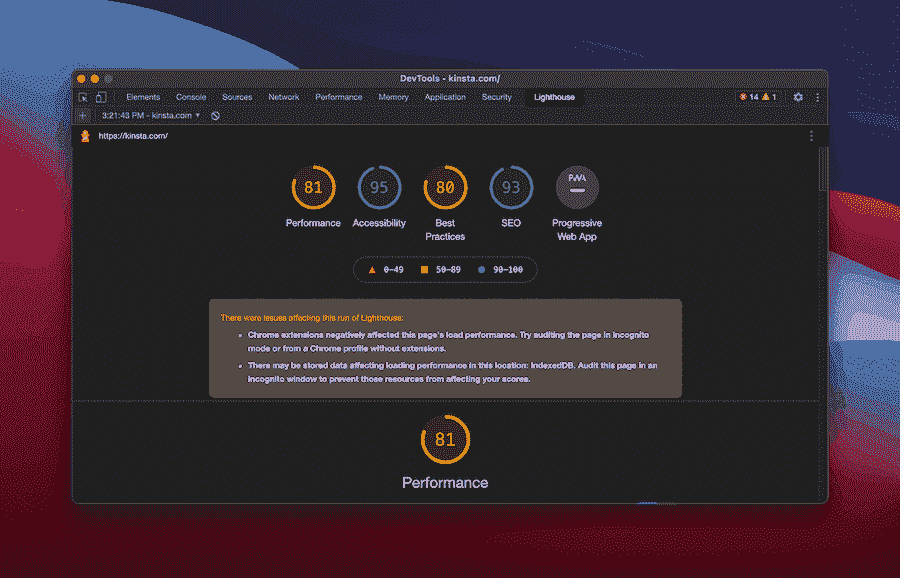 DevTools - kinsta.com/
Elements Console Sources Network Performance Memory Application Security Lighthouse 14 1
3:21:43 PM - kinsta.com
https://kinsta.com/
81 95 80 93 PWA
Performance Accessibility Best Practices SEO Progressive Web App
0–49 50–89 90–100
There were issues affecting this run of Lighthouse:
Chrome extensions negatively affected this page's load performance. Try auditing the page in incognito
mode or from a Chrome profile without extensions.
There may be stored data affecting loading performance in this location: IndexedDB. Audit this page in an
incognito window to prevent those resources from affecting your scores.
81
Performance